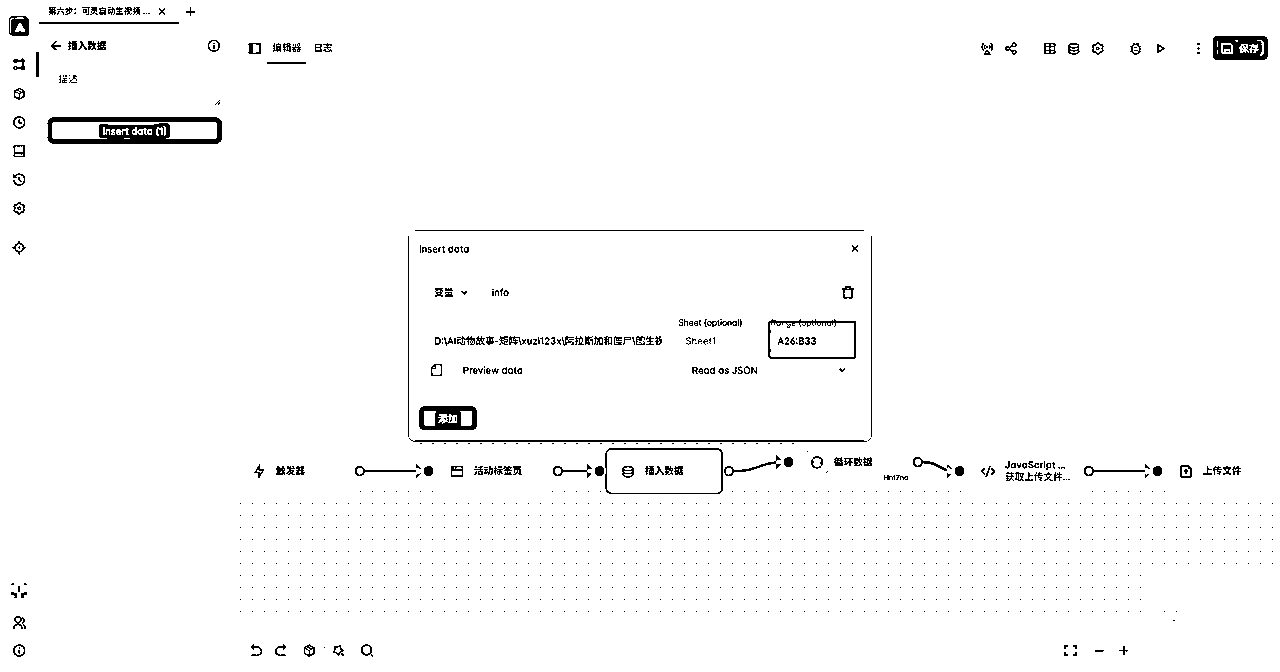 第六步：可灵自动生视频 ...
插入数据
编辑器 日志
保存
描述
Insert data (1)
Insert data
变量 info
Sheet (optional) Range (optional)
D:\AI动物故事-矩阵\xuzi123x\阿拉斯加和僵尸\图生视 Sheet1 A26:B33
Preview data Read as JSON
添加
触发器 活动标签页 插入数据 循环数据 JavaScript ... 上传文件
获取上传文件...